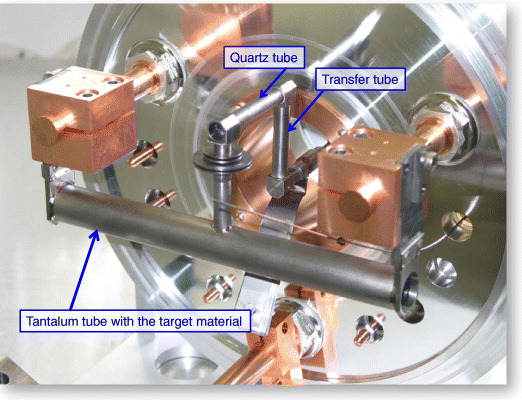 Quartz tube
Transfer tube
Tantalum tube with the target material